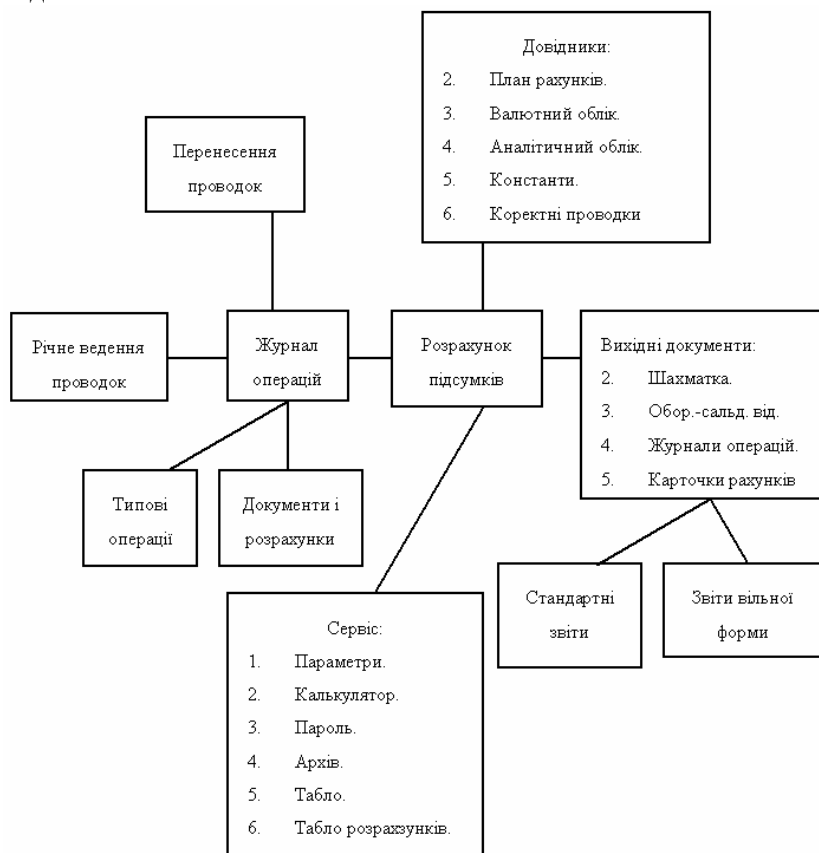 Довідники:
2. План рахунків.
3. Валютний облік.
4. Аналітичний облік.
5. Константи.
6. Коректні проводки
Перенесення
проводок
Річне ведення
проводок
Журнал
операцій
Розрахунок
підсумків
Вихідні документи:
2. Шахматка.
3. Обор.-сальд. від.
4. Журнали операцій.
5. Карточки рахунків
Типові
операції
Документи і
розрахунки
Стандартні
звіти
Звіти вільної
форми
Сервіс:
1. Параметри.
2. Калькулятор.
3. Пароль.
4. Архів.
5. Табло.
6. Табло розрахзунків.